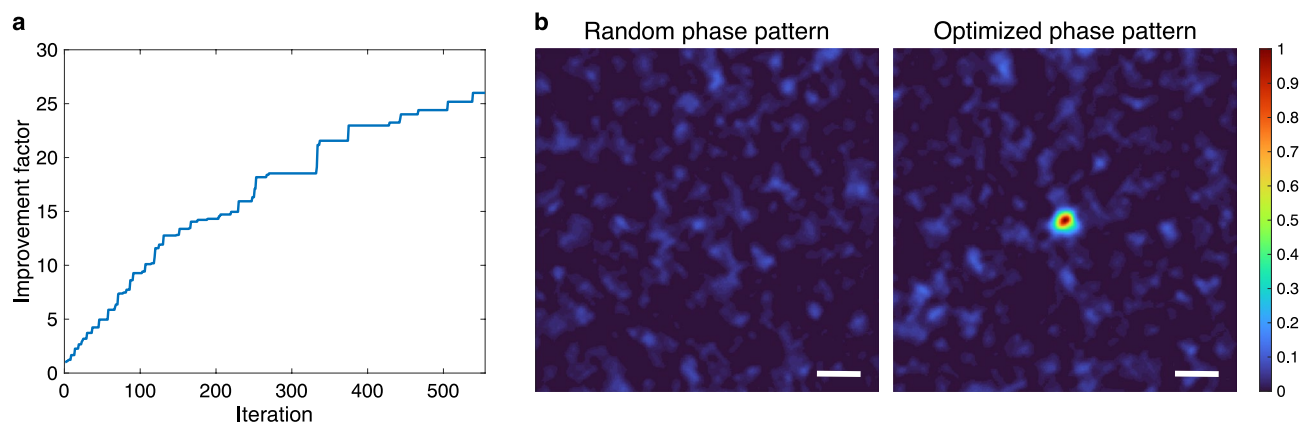 a
30
25
20
15
10
5
0
Improvement factor
0 100 200 300 400 500
Iteration
b
Random phase pattern
Optimized phase pattern
1
0.9
0.8
0.7
0.6
0.5
0.4
0.3
0.2
0.1
0